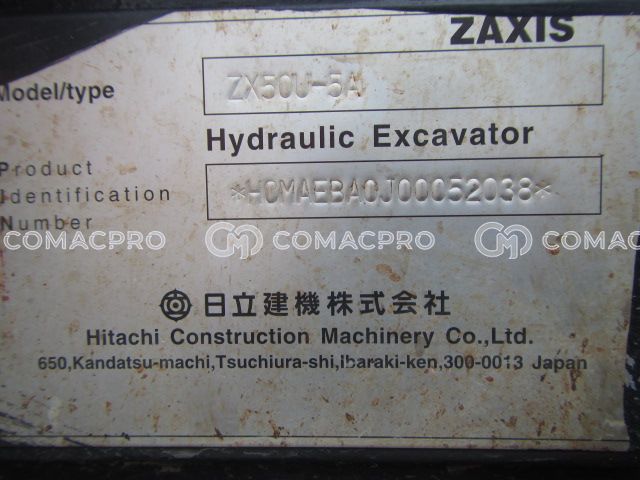 ZAXIS
Model/type
ZX50U-5A
Hydraulic Excavator
Product
Identification
Number
*HCMAEBA0J00052038*
COMACPRO
COMACPRO
COMACPRO
日立建機株式会社
Hitachi Construction Machinery Co.,Ltd.
650,Kandatsu-machi,Tsuchiura-shi,Ibaraki-ken,300-0013 Japan